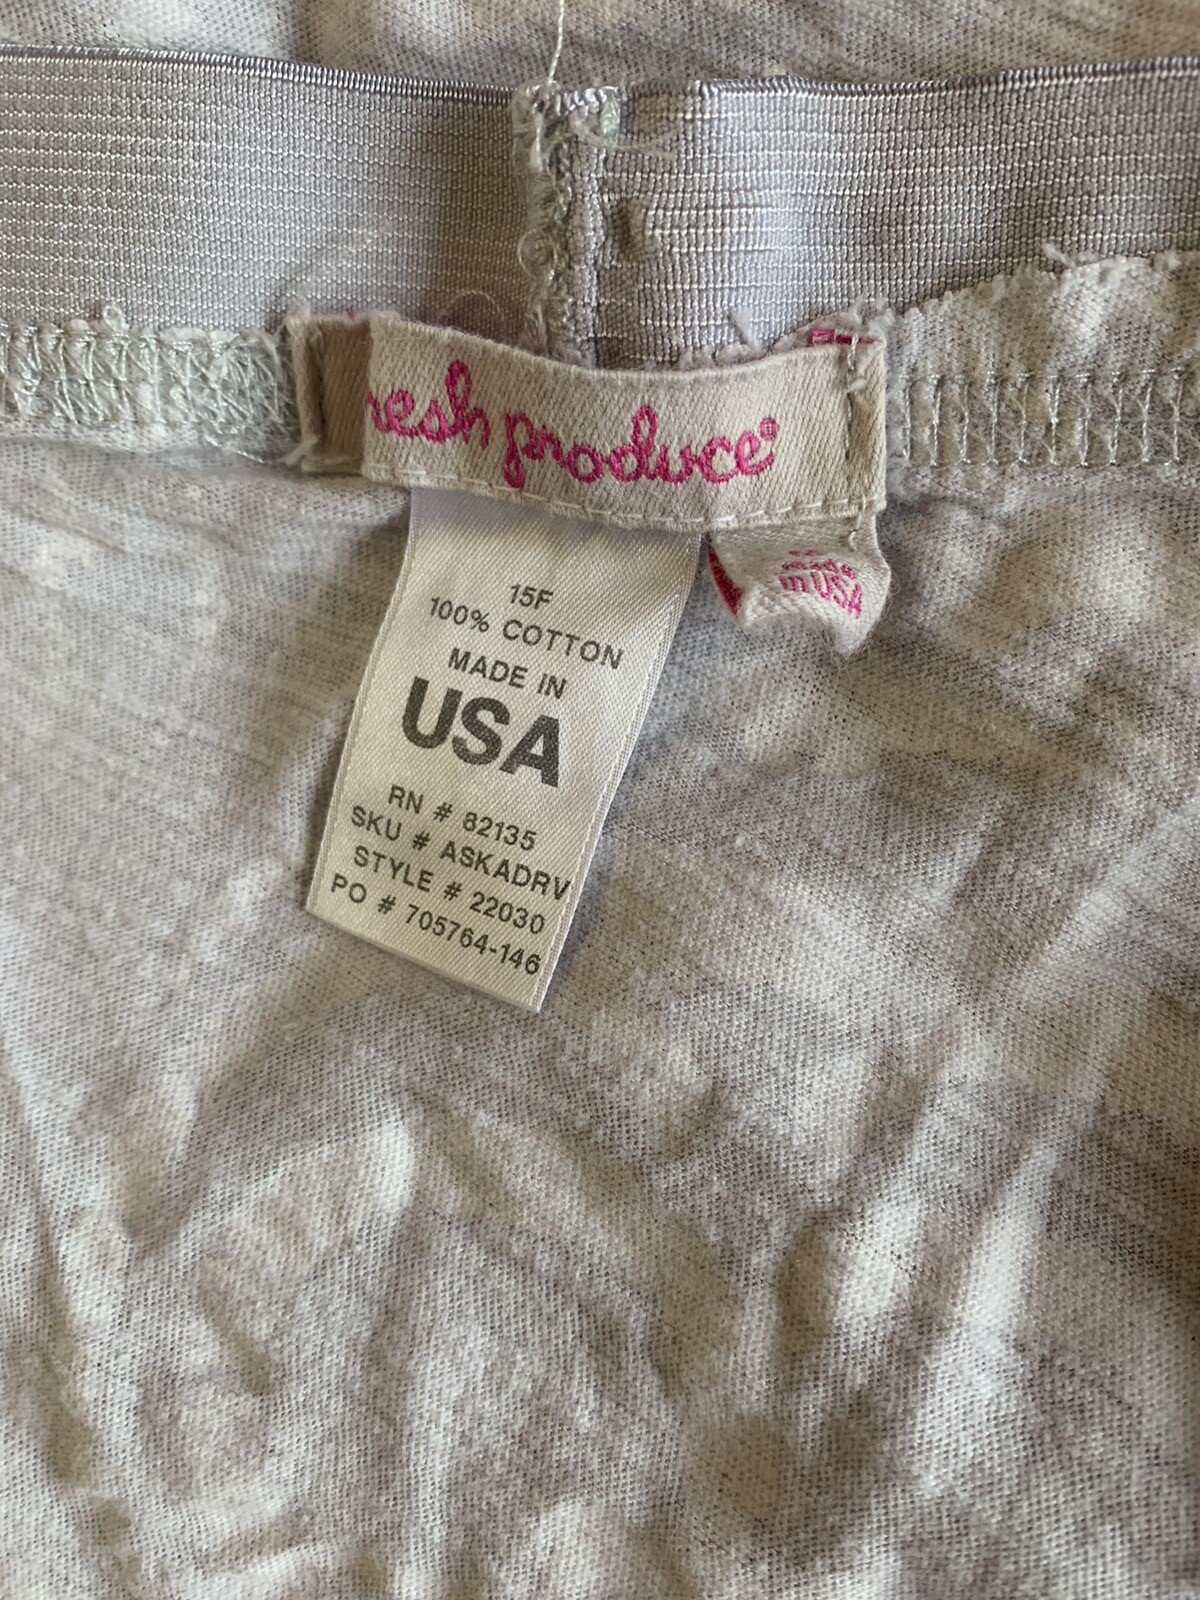 resh produce®
made
in USA
15F
100% COTTON
MADE IN
USA
RN # 82135
SKU # ASKADRV
STYLE # 22030
PO # 705764-146